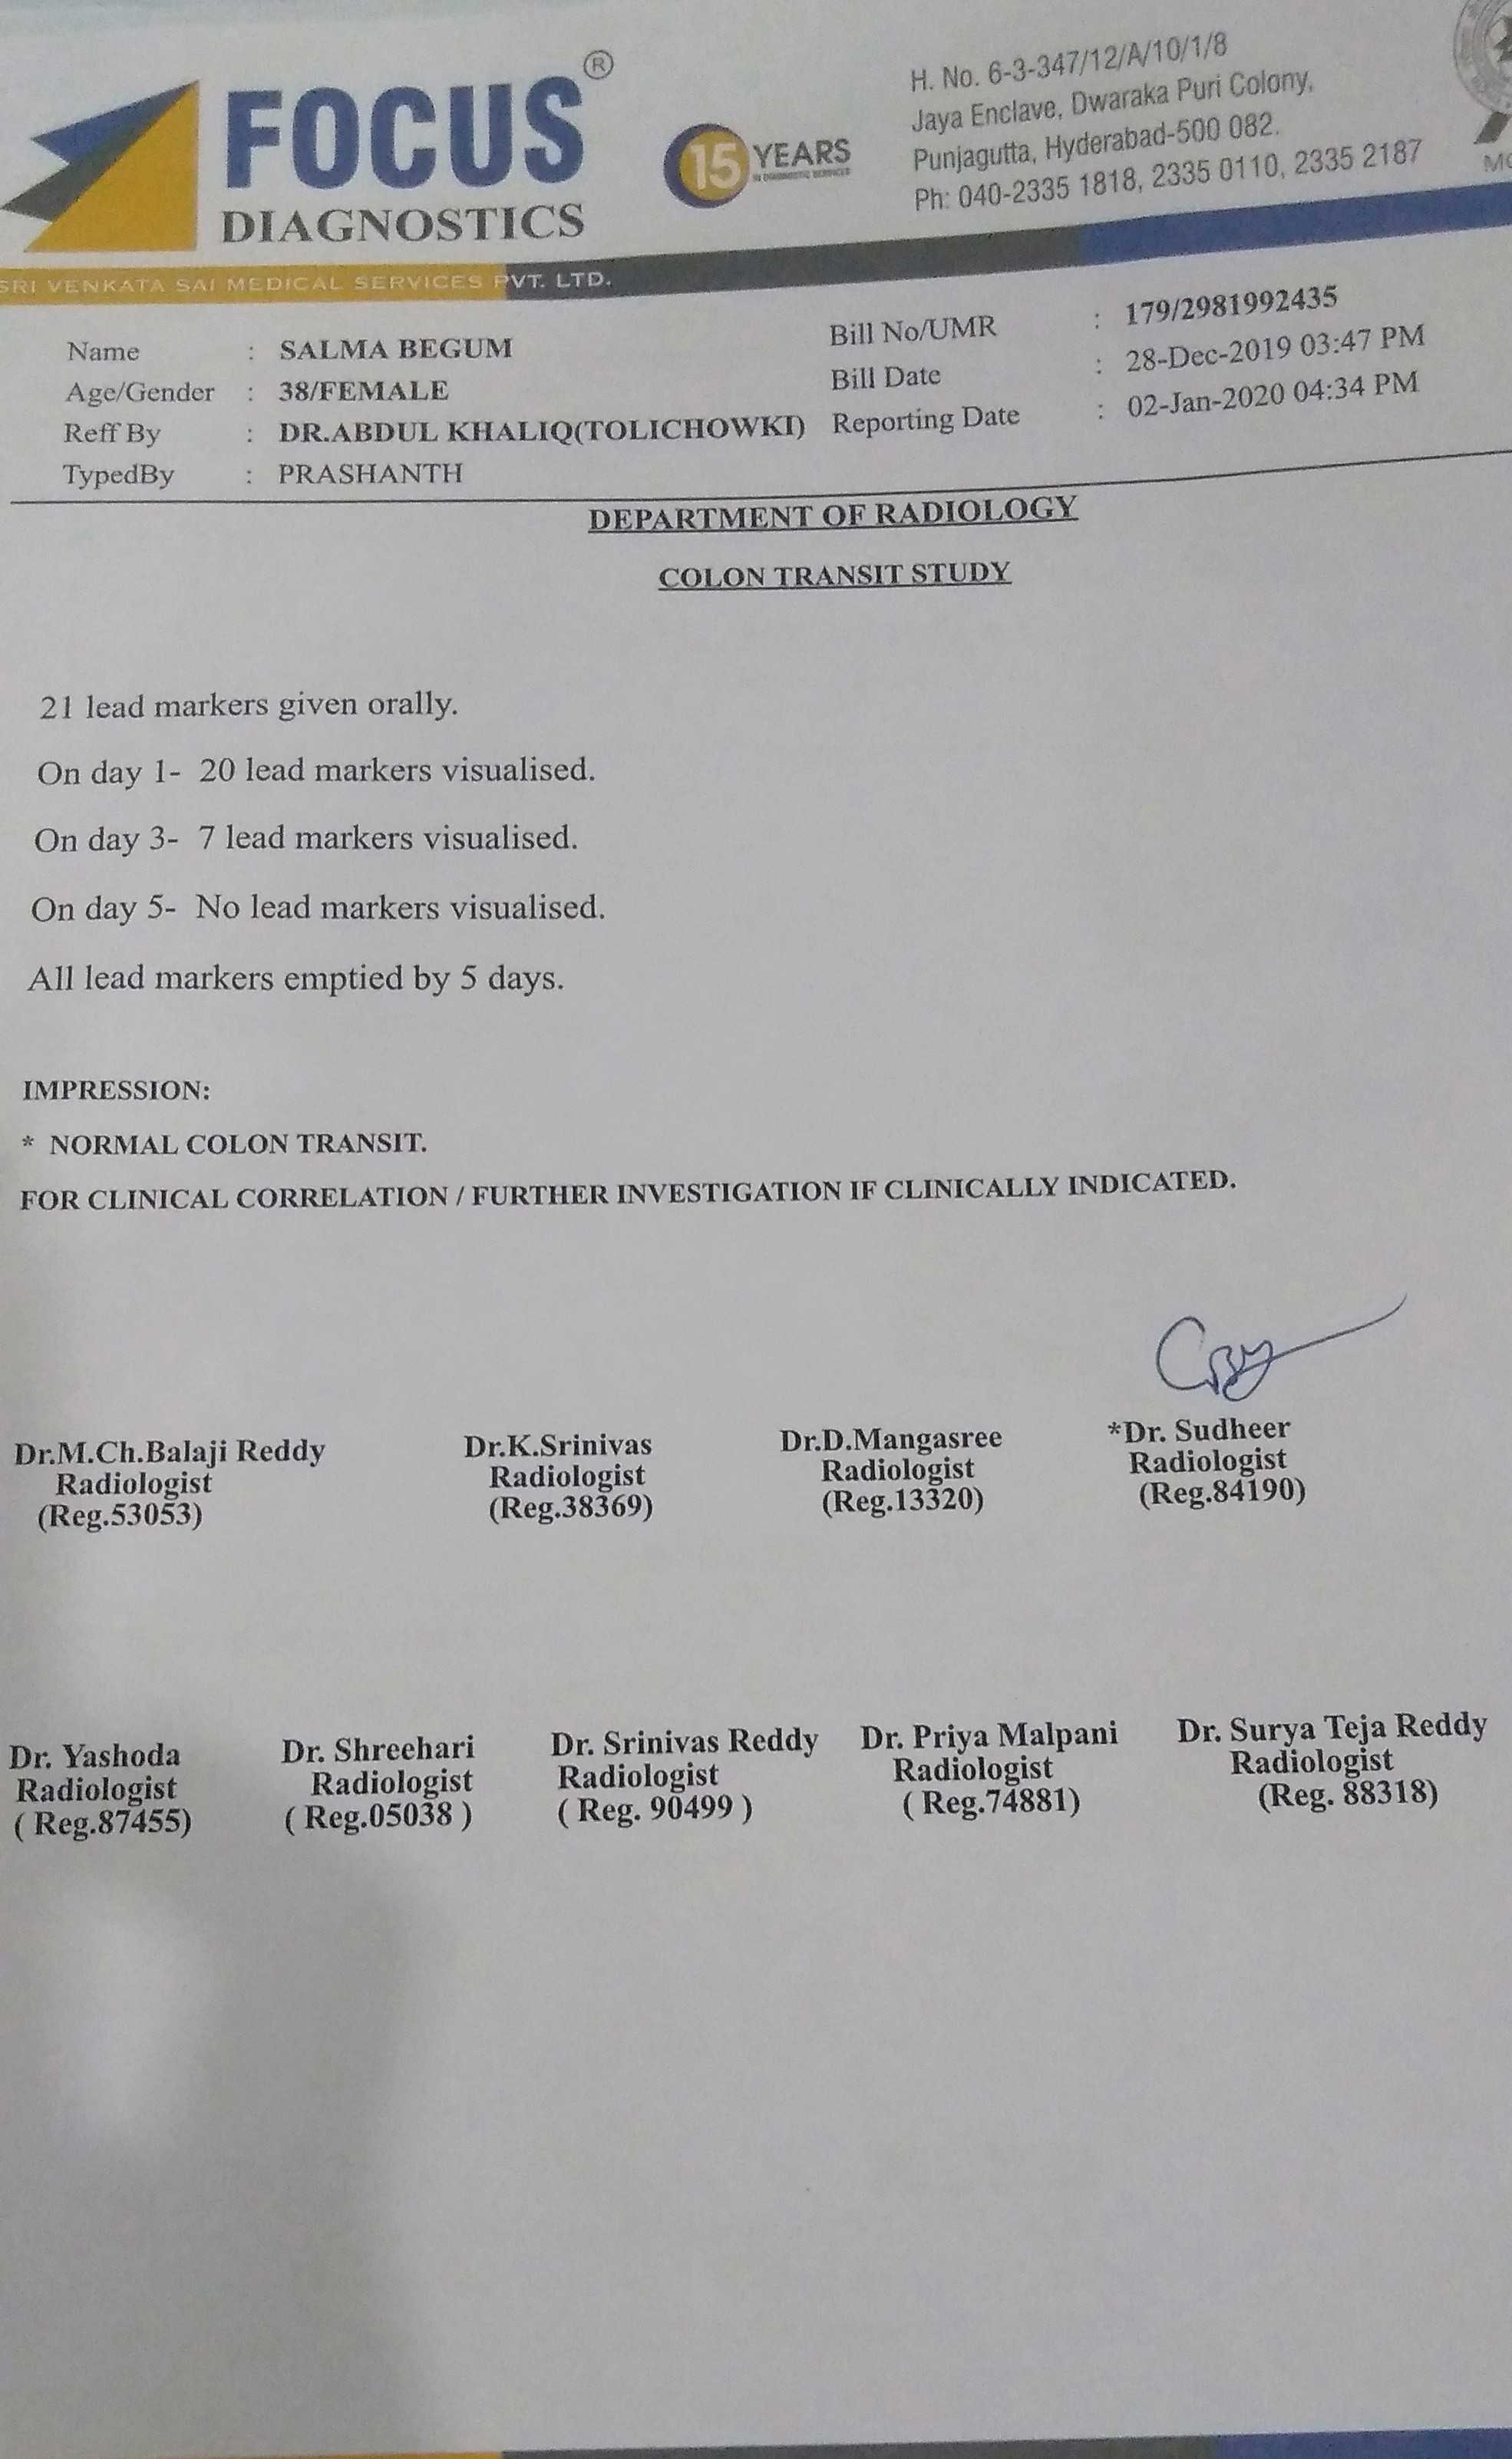 FOCUS®
DIAGNOSTICS
15 YEARS
IN DIAGNOSTIC SERVICES
H. No. 6-3-347/12/A/10/1/8
Jaya Enclave, Dwaraka Puri Colony,
Punjagutta, Hyderabad-500 082.
Ph: 040-2335 1818, 2335 0110, 2335 2187
SRI VENKATA SAI MEDICAL SERVICES PVT. LTD.
Name : SALMA BEGUM Bill No/UMR : 179/2981992435
Age/Gender : 38/FEMALE Bill Date : 28-Dec-2019 03:47 PM
Reff By : DR.ABDUL KHALIQ(TOLICHOWKI) Reporting Date : 02-Jan-2020 04:34 PM
TypedBy : PRASHANTH
DEPARTMENT OF RADIOLOGY
COLON TRANSIT STUDY
21 lead markers given orally.
On day 1- 20 lead markers visualised.
On day 3- 7 lead markers visualised.
On day 5- No lead markers visualised.
All lead markers emptied by 5 days.
IMPRESSION:
* NORMAL COLON TRANSIT.
FOR CLINICAL CORRELATION / FURTHER INVESTIGATION IF CLINICALLY INDICATED.
Dr.M.Ch.Balaji Reddy Dr.K.Srinivas Dr.D.Mangasree *Dr. Sudheer
Radiologist Radiologist Radiologist Radiologist
(Reg.53053) (Reg.38369) (Reg.13320) (Reg.84190)
Dr. Yashoda Dr. Shreehari Dr. Srinivas Reddy Dr. Priya Malpani Dr. Surya Teja Reddy
Radiologist Radiologist Radiologist Radiologist Radiologist
( Reg.87455) ( Reg.05038 ) ( Reg. 90499 ) ( Reg.74881) (Reg. 88318)